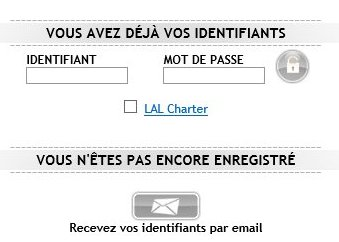 VOUS AVEZ DÉJÀ VOS IDENTIFIANTS
IDENTIFIANT MOT DE PASSE
LAL Charter
VOUS N'ÊTES PAS ENCORE ENREGISTRÉ
Recevez vos identifiants par email